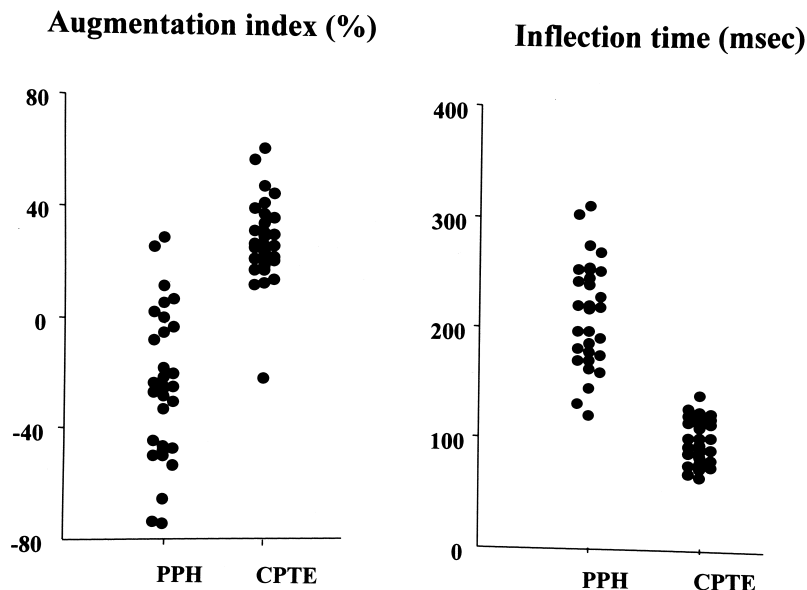 Augmentation index (%)
80
40
0
-40
-80
PPH CPTE
Inflection time (msec)
400
300
200
100
0
PPH CPTE